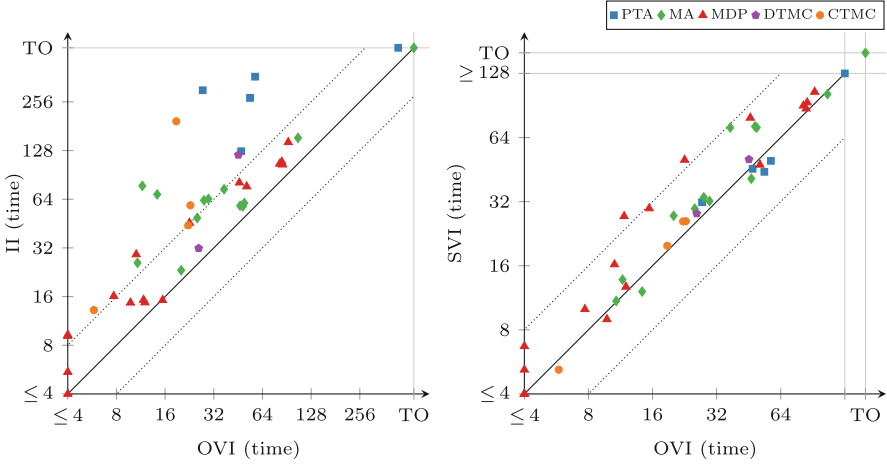 PTA MA MDP DTMC CTMC
TO
256
128
64
32
16
8
≤ 4
II (time)
≤ 4 8 16 32 64 128 256 TO
OVI (time)
TO
≥ 128
64
32
16
8
≤ 4
SVI (time)
≤ 4 8 16 32 64 TO
OVI (time)